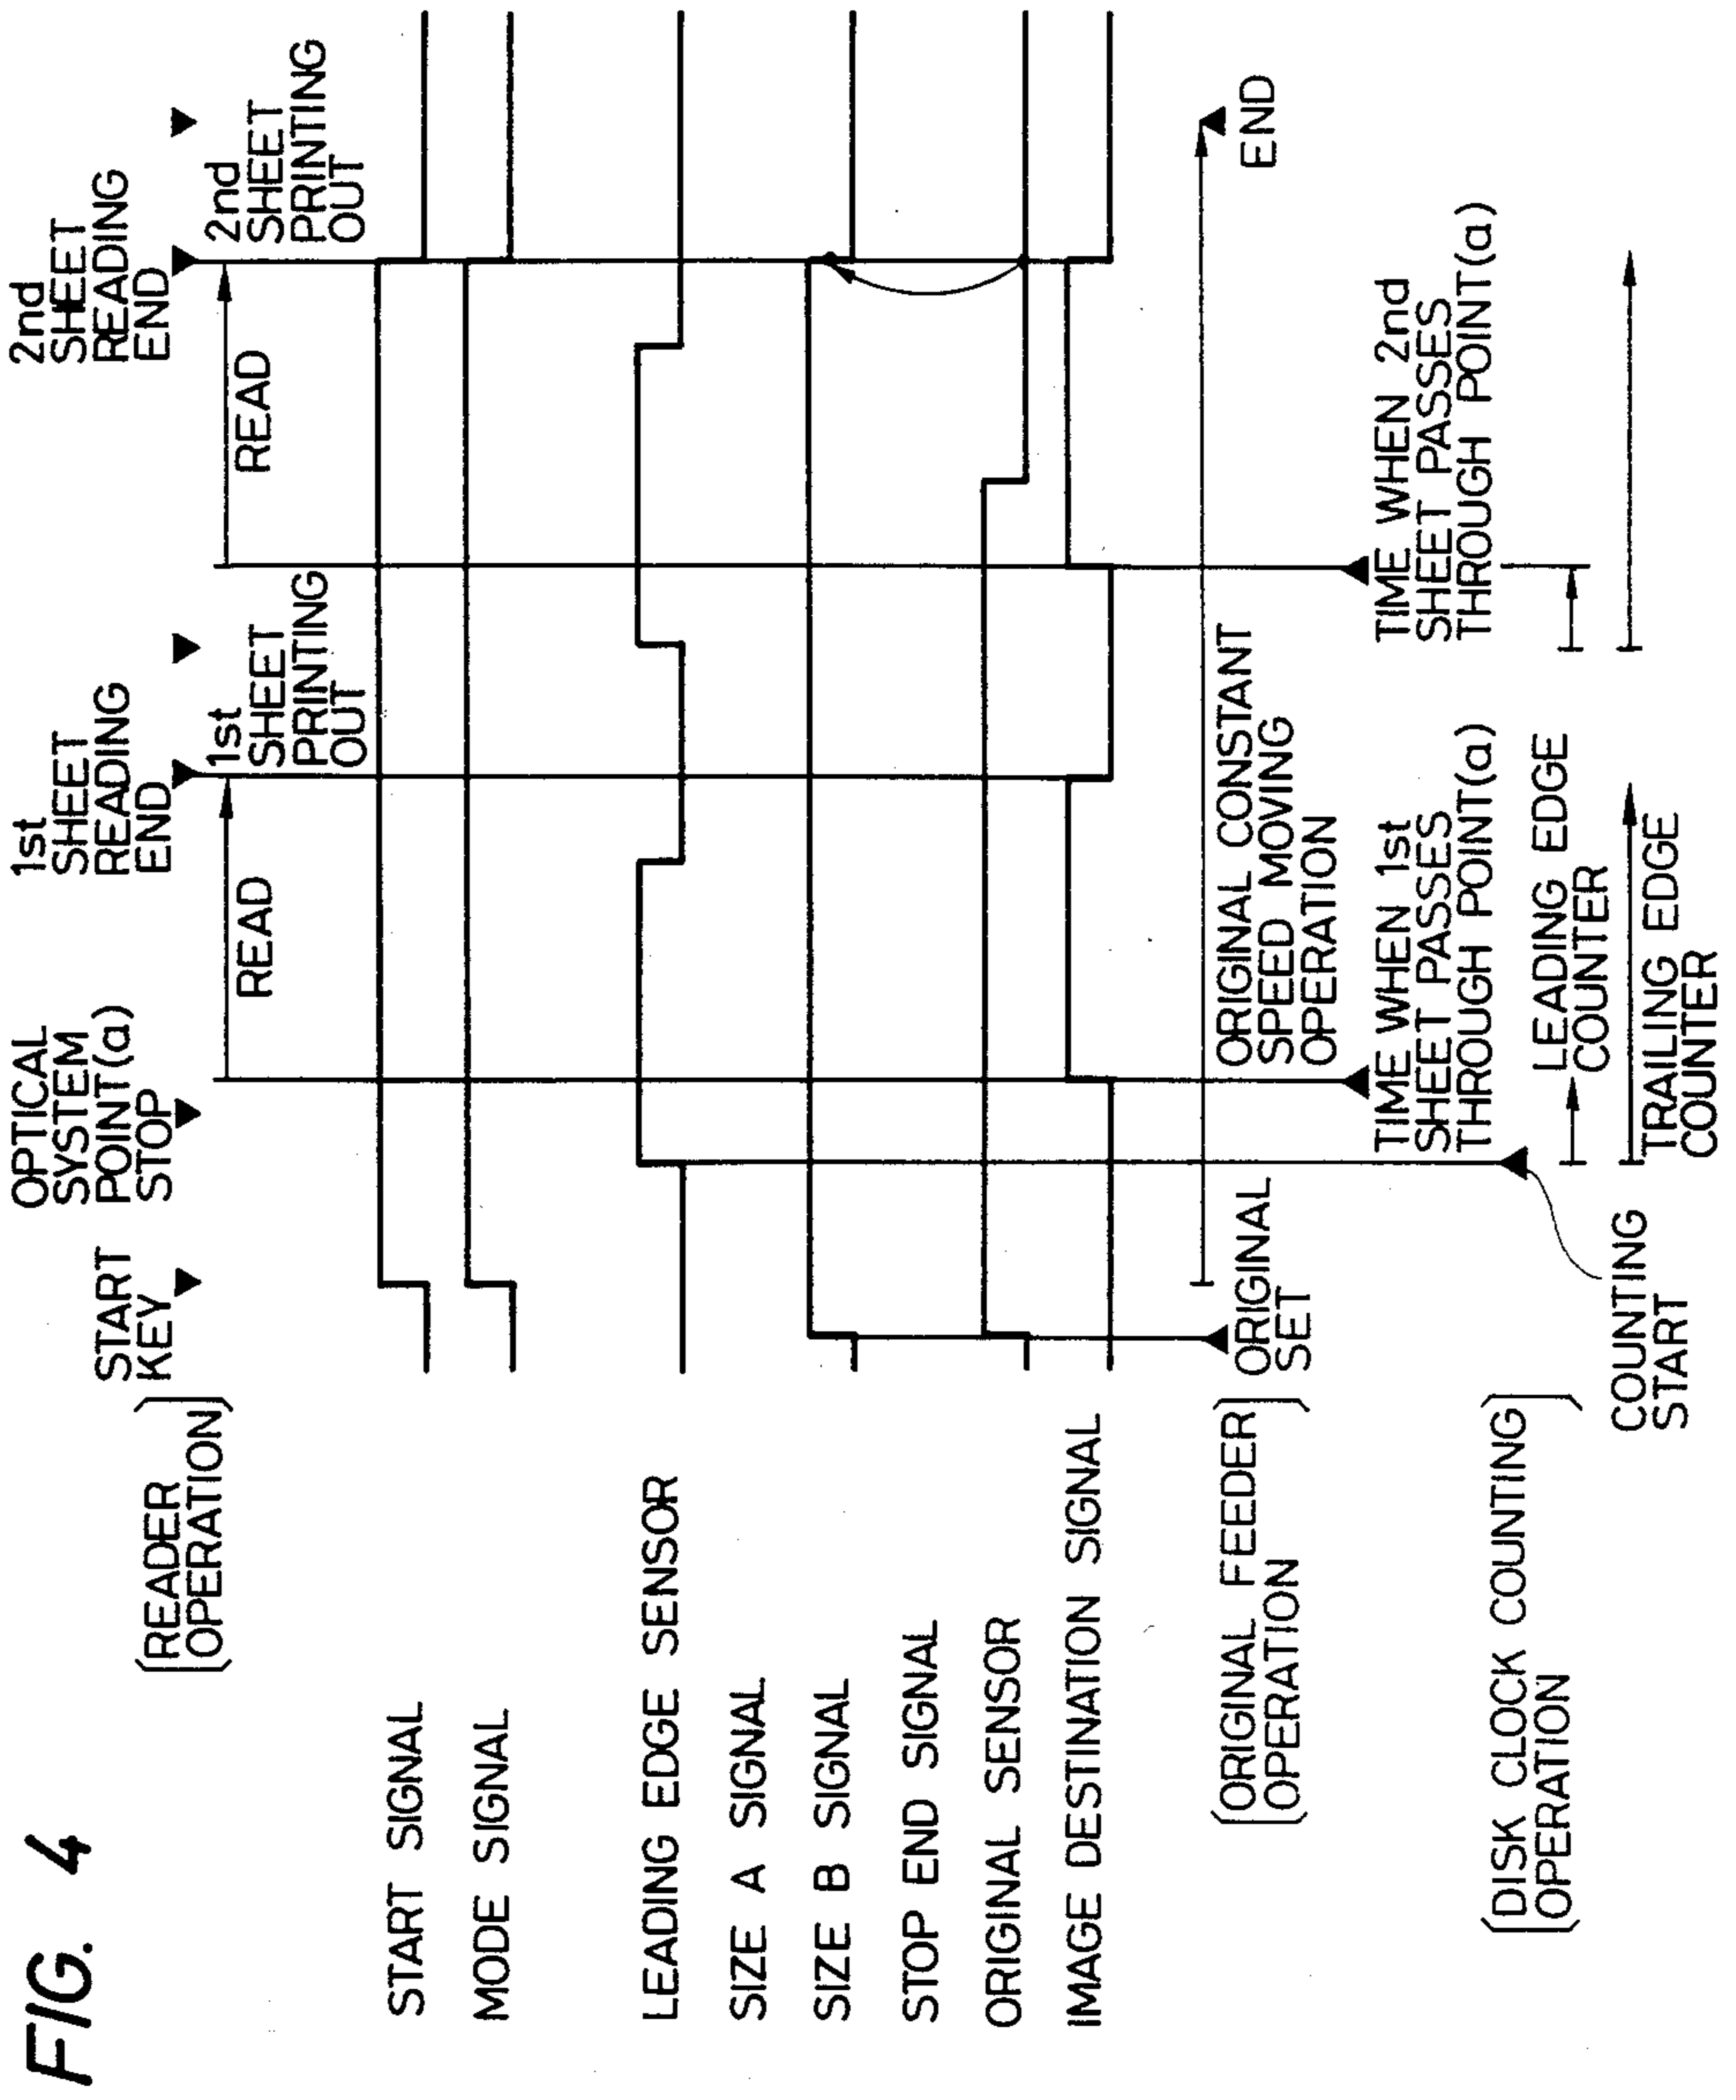 FIG. 4
START
KEY
OPTICAL
SYSTEM
POINT(a)
STOP
1st
SHEET
READING
END
2nd
SHEET
READING
END
(READER
OPERATION)
READ
1st
SHEET
PRINTING
OUT
READ
2nd
SHEET
PRINTING
OUT
START SIGNAL
MODE SIGNAL
LEADING EDGE SENSOR
SIZE A SIGNAL
SIZE B SIGNAL
STOP END SIGNAL
ORIGINAL SENSOR
IMAGE DESTINATION SIGNAL
(ORIGINAL FEEDER
OPERATION)
ORIGINAL
SET
ORIGINAL CONSTANT
SPEED MOVING
OPERATION
END
TIME WHEN 1st
SHEET PASSES
THROUGH POINT(a)
TIME WHEN 2nd
SHEET PASSES
THROUGH POINT(a)
(DISK CLOCK COUNTING
OPERATION)
LEADING EDGE
COUNTER
COUNTING
START
TRAILING EDGE
COUNTER